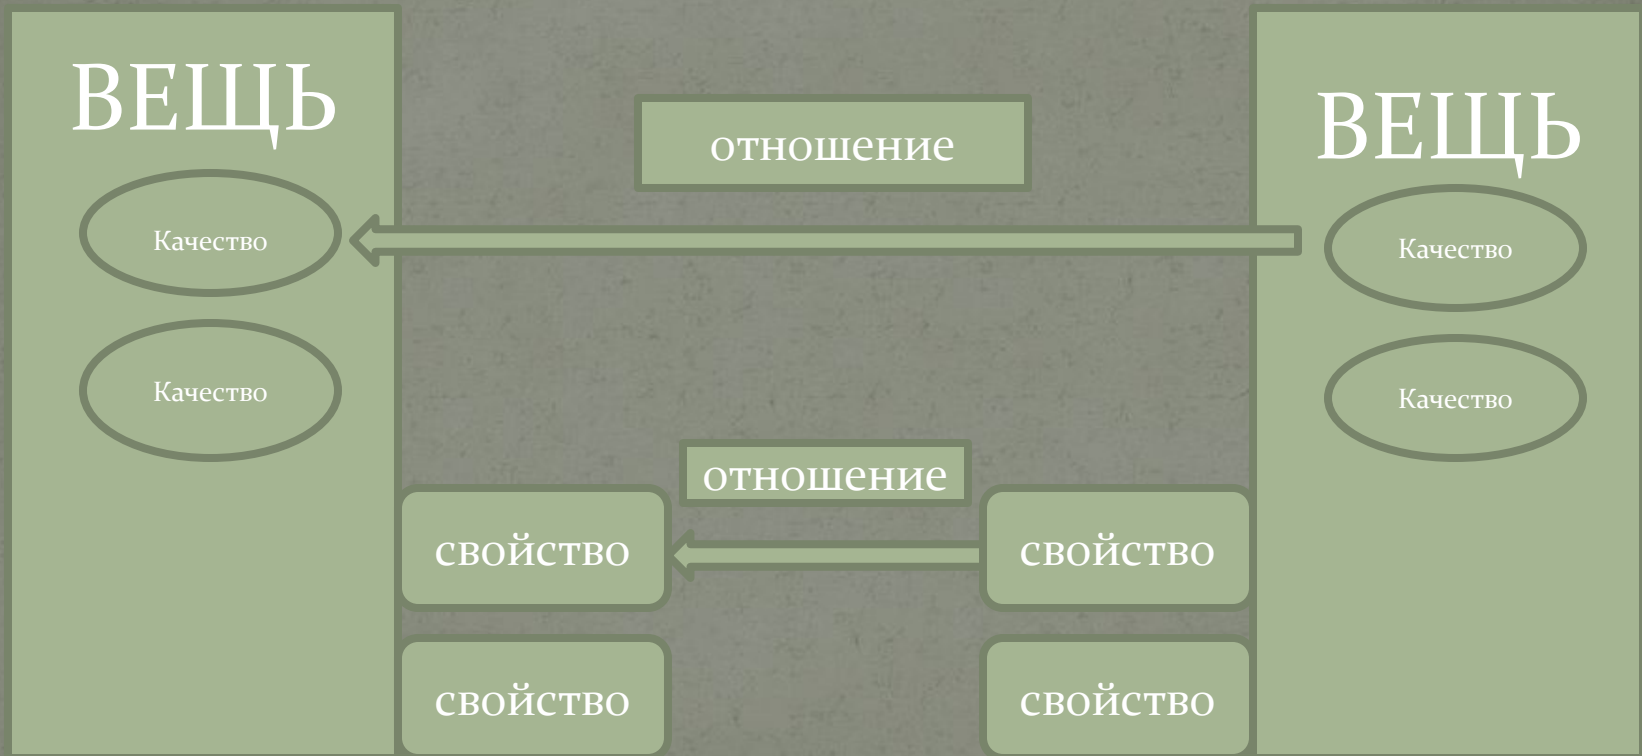 ВЕЩЬ
ВЕЩЬ
отношение
Качество
Качество
Качество
Качество
отношение
свойство
свойство
свойство
свойство